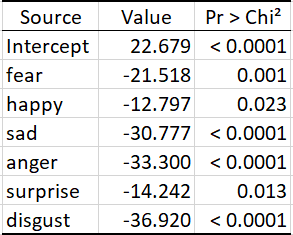 Source Value Pr > Chi²
Intercept 22.679 < 0.0001
fear -21.518 0.001
happy -12.797 0.023
sad -30.777 < 0.0001
anger -33.300 < 0.0001
surprise -14.242 0.013
disgust -36.920 < 0.0001